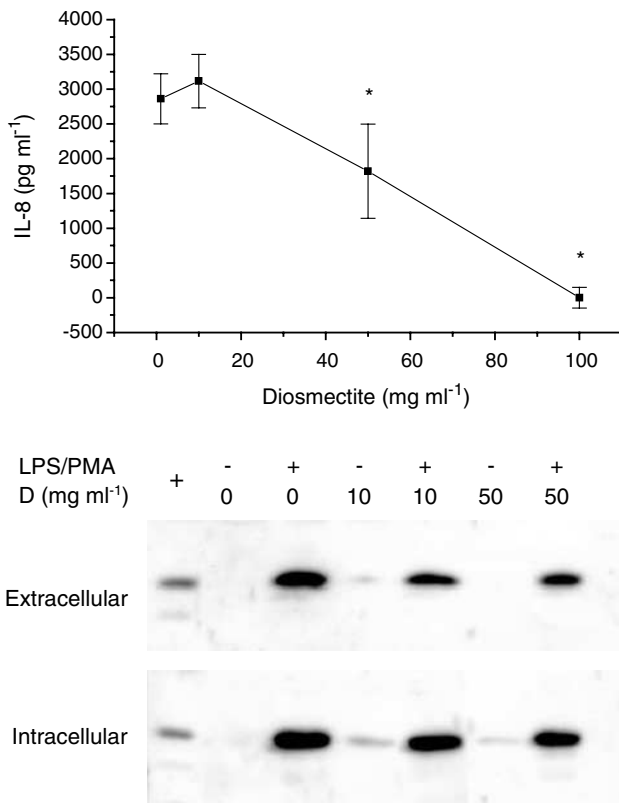 4000
3500
3000
2500
2000
1500
1000
500
0
-500
IL-8 (pg ml⁻¹)
*
*
0 20 40 60 80 100
Diosmectite (mg ml⁻¹)
LPS/PMA + - + - + - +
D (mg ml⁻¹) 0 0 10 10 50 50
Extracellular
Intracellular